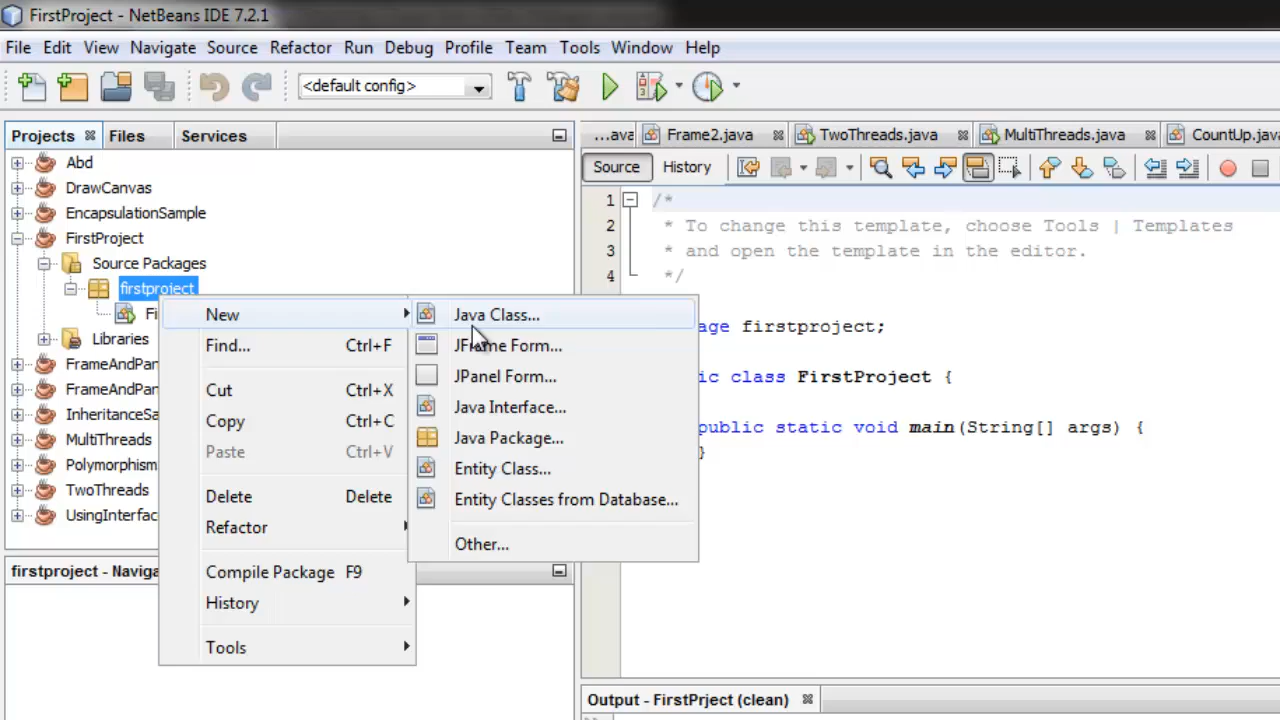 FirstProject - NetBeans IDE 7.2.1
File Edit View Navigate Source Refactor Run Debug Profile Team Tools Window Help
<default config>
Projects Files Services
...ava Frame2.java TwoThreads.java MultiThreads.java CountUp.java
Source History
Abd
DrawCanvas
EncapsulationSample
FirstProject
Source Packages
firstproject
Fi
Libraries
FrameAndPan
FrameAndPan
InheritanceSa
MultiThreads
Polymorphism
TwoThreads
UsingInterfac
firstproject - Naviga
New
Find... Ctrl+F
Cut Ctrl+X
Copy Ctrl+C
Paste Ctrl+V
Delete Delete
Refactor
Compile Package F9
History
Tools
Java Class...
JFrame Form...
JPanel Form...
Java Interface...
Java Package...
Entity Class...
Entity Classes from Database...
Other...
1 /*
2 * To change this template, choose Tools | Templates
3 * and open the template in the editor.
4 */
age firstproject;
ic class FirstProject {
public static void main(String[] args) {
}
Output - FirstPrject (clean)